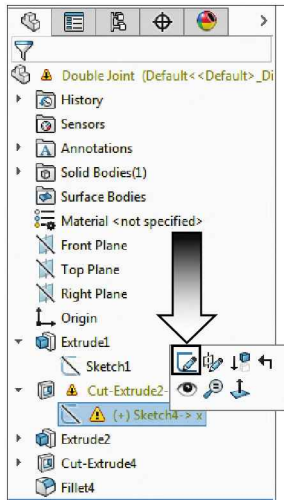 Double Joint (Default<<Default>_Di
History
Sensors
Annotations
Solid Bodies(1)
Surface Bodies
Material <not specified>
Front Plane
Top Plane
Right Plane
Origin
Extrude1
Sketch1
Cut-Extrude2-
(+) Sketch4-> x
Extrude2
Cut-Extrude4
Fillet4